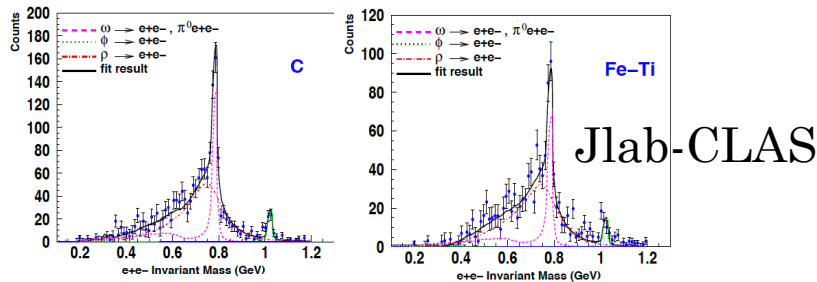 Counts
200
180
160
140
120
100
80
60
40
20
0
0.2 0.4 0.6 0.8 1 1.2
e+e− Invariant Mass (GeV)
ω → e+e− , π⁰e+e−
ϕ → e+e−
ρ → e+e−
fit result
C
Counts
120
100
80
60
40
20
0
0.2 0.4 0.6 0.8 1 1.2
e+e− Invariant Mass (GeV)
ω → e+e− , π⁰e+e−
ϕ → e+e−
ρ → e+e−
fit result
Fe−Ti
Jlab-CLAS